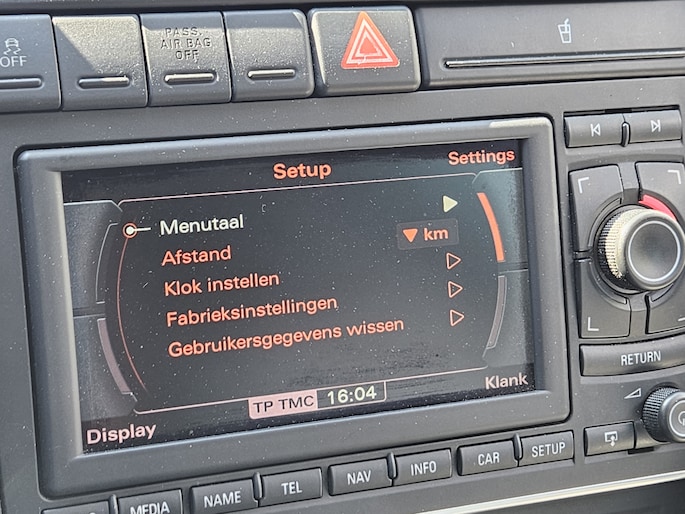 OFF
PASS.
AIR BAG
OFF
Setup
Settings
Menutaal
Afstand
km
Klok instellen
Fabrieksinstellingen
Gebruikersgegevens wissen
TP TMC 16:04
Klank
Display
RETURN
MEDIA
NAME
TEL
NAV
INFO
CAR
SETUP